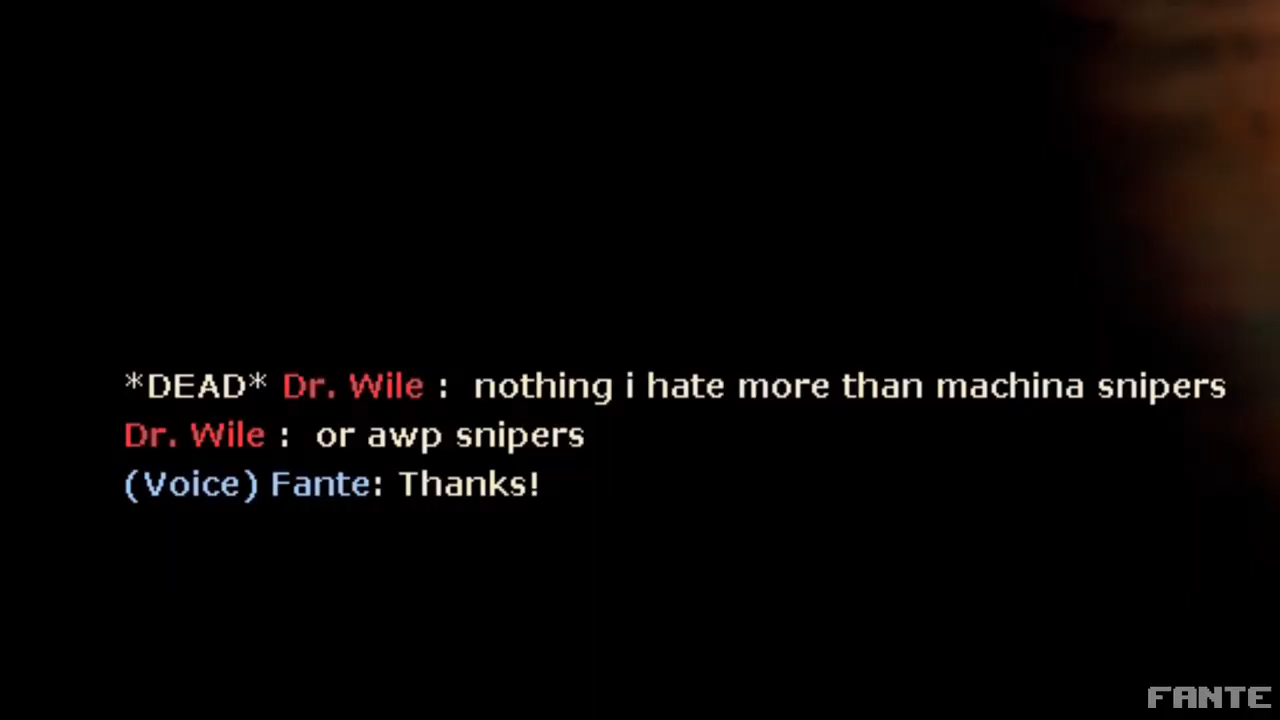 *DEAD* Dr. Wile :  nothing i hate more than machina snipers
Dr. Wile :  or awp snipers
(Voice) Fante: Thanks!
FANTE